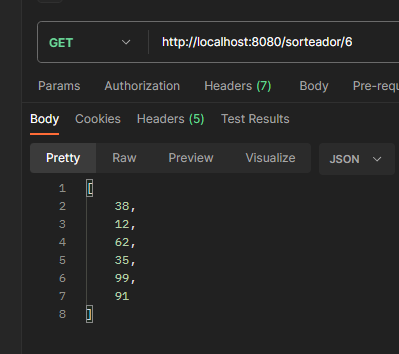 GET http://localhost:8080/sorteador/6
Params Authorization Headers (7) Body Pre-requ
Body Cookies Headers (5) Test Results
Pretty Raw Preview Visualize JSON
1 [
2 38,
3 12,
4 62,
5 35,
6 99,
7 91
8 ]